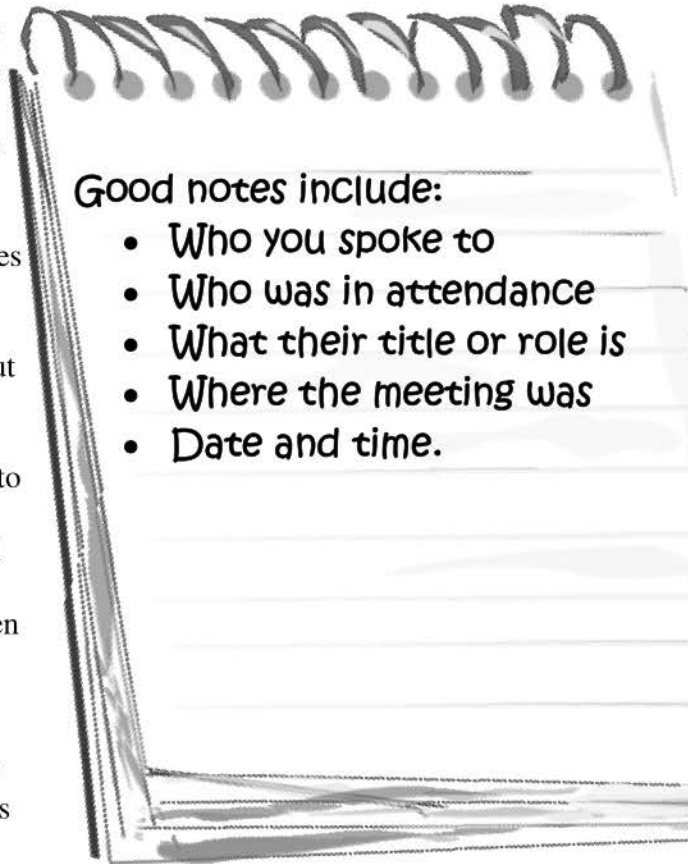 Good notes include:
• Who you spoke to
• Who was in attendance
• What their title or role is
• Where the meeting was
• Date and time.
to